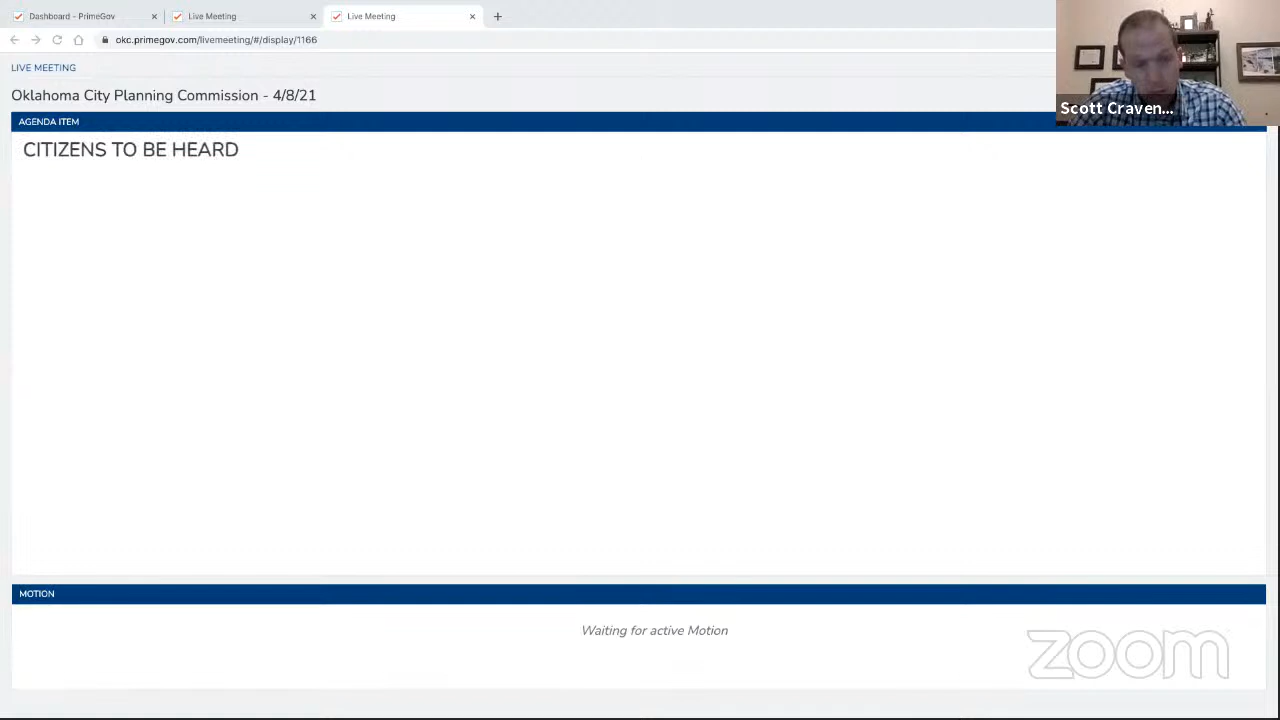 Dashboard - PrimeGov
Live Meeting
Live Meeting
okc.primegov.com/livemeeting/#/display/1166
LIVE MEETING
Oklahoma City Planning Commission - 4/8/21
Scott Craven...
AGENDA ITEM
CITIZENS TO BE HEARD
MOTION
Waiting for active Motion
zoom